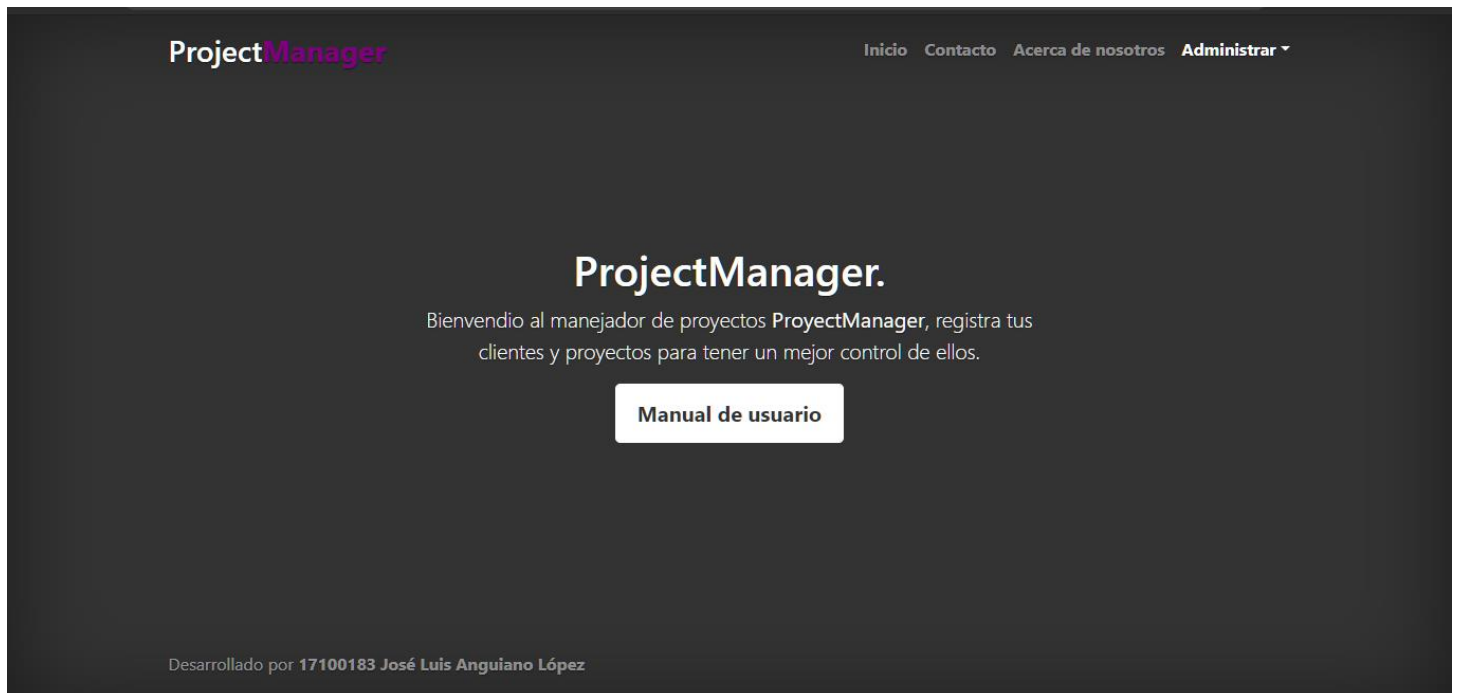 ProjectManager
Inicio Contacto Acerca de nosotros Administrar
ProjectManager.
Bienvendio al manejador de proyectos ProyectManager, registra tus
clientes y proyectos para tener un mejor control de ellos.
Manual de usuario
Desarrollado por 17100183 José Luis Anguiano López